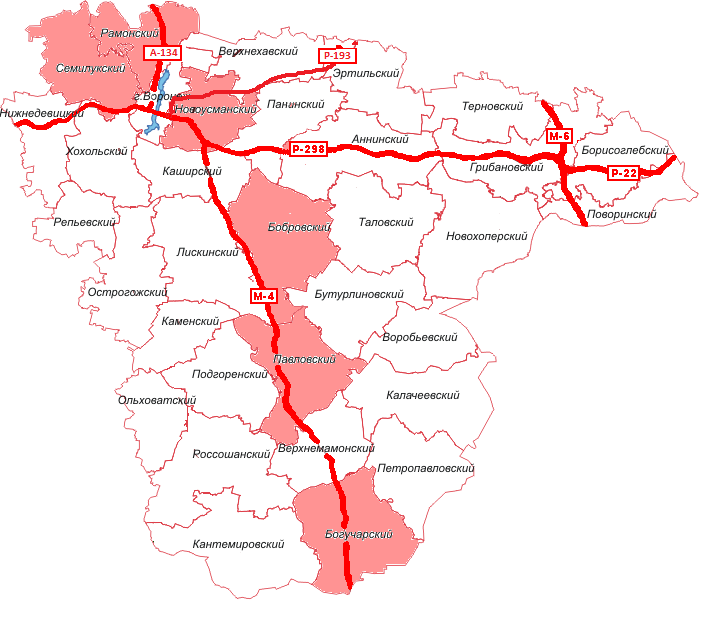 Рамонский
А-134
Верхнехавский
Р-193
Семилукский
Эртильский
г.Воронеж
Нижнедевицкий
Новоусманский
Панинский
Терновский
М-6
Хохольский
Р-298
Аннинский
Борисоглебский
Каширский
Грибановский
Р-22
Репьевский
Бобровский
Таловский
Новохоперский
Поворинский
Лискинский
Острогожский
М-4
Бутурлиновский
Каменский
Воробьевский
Павловский
Подгоренский
Ольховатский
Калачеевский
Россошанский
Верхнемамонский
Петропавловский
Кантемировский
Богучарский